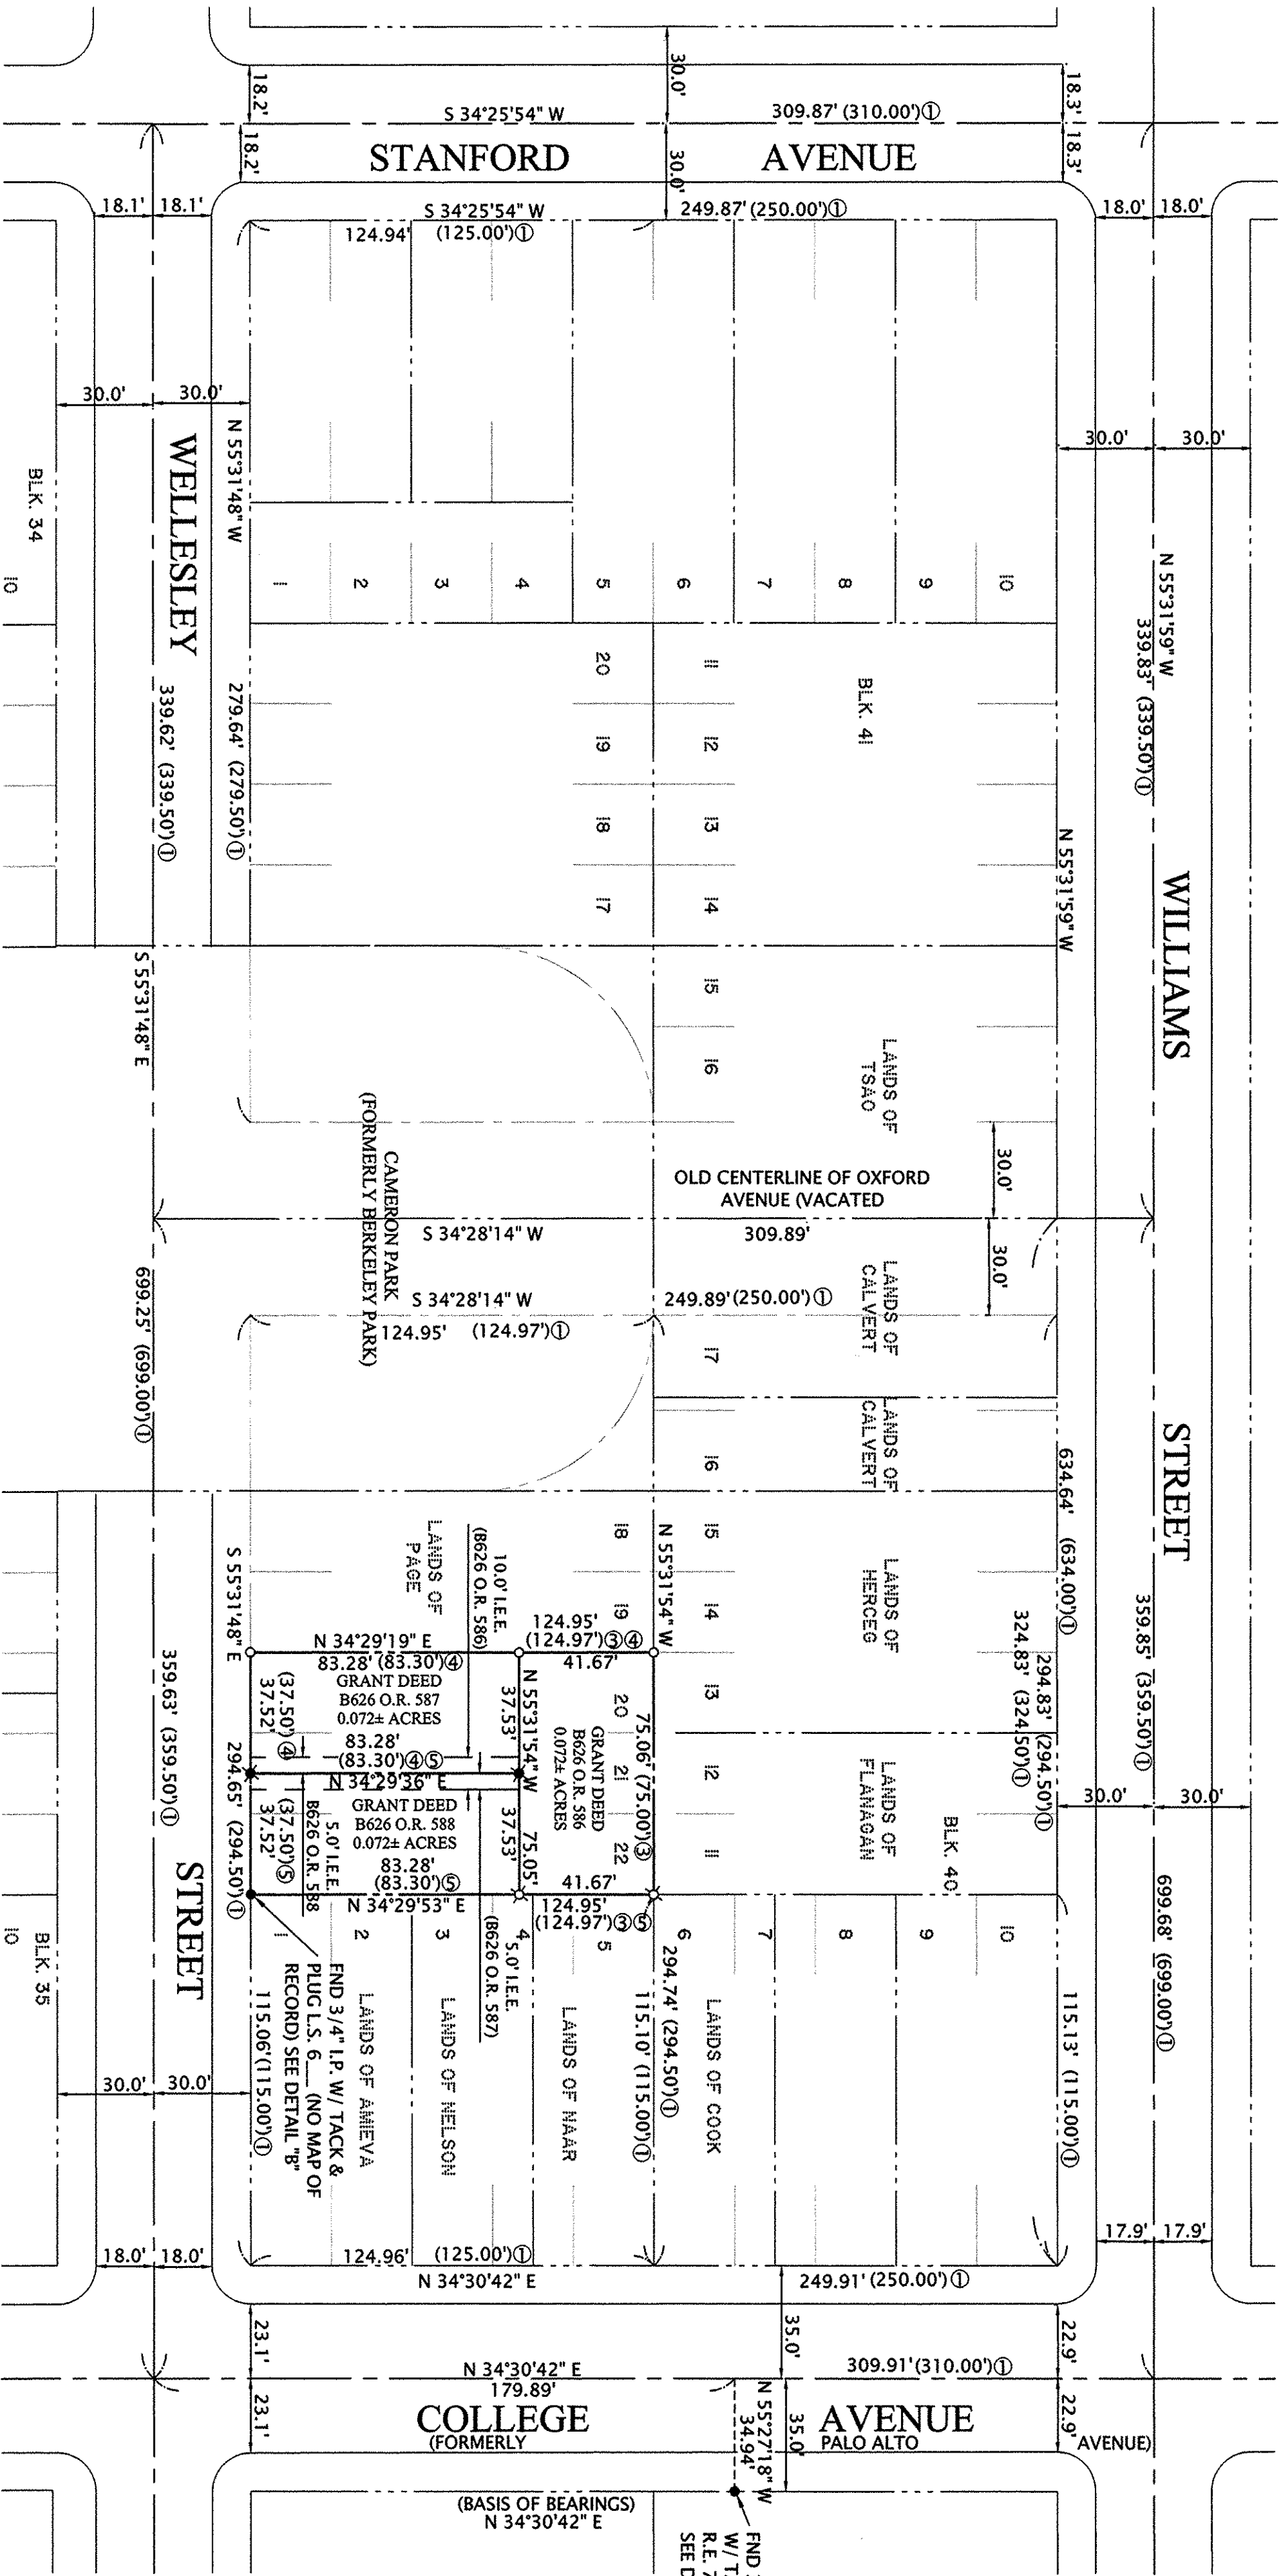 30.0'
18.2'
18.3'
S 34°25'54" W
309.87' (310.00')①
18.2'
STANFORD AVENUE
30.0'
18.3'
18.1' 18.1'
S 34°25'54" W
249.87' (250.00')①
124.94' (125.00')①
18.0' 18.0'
30.0' 30.0'
30.0' 30.0'
N 55°31'48" W
WELLESLEY
BLK. 34
10
N 55°31'59" W
339.83' (339.50')①
1
2
3
4
5
6
7
8
9
10
20
11
BLK. 41
19
12
18
13
17
14
15
16
279.64' (279.50')①
339.62' (339.50')①
N 55°31'59" W
WILLIAMS
S 55°31'48" E
LANDS OF
TSAO
CAMERON PARK
(FORMERLY BERKELEY PARK)
OLD CENTERLINE OF OXFORD
AVENUE (VACATED
30.0'
S 34°28'14" W
309.89'
30.0'
699.25' (699.00')①
S 34°28'14" W
249.89' (250.00')①
124.95' (124.97')①
LANDS OF
CALVERT
17
LANDS OF
CALVERT
16
STREET
634.64' (634.00')①
S 55°31'48" E
LANDS OF
PAGE
10.0' I.E.E.
(B626 O.R. 586)
18
N 55°31'54" W
15
LANDS OF
HERCEG
19
14
124.95'
(124.97')③④
N 34°29'19" E
83.28' (83.30')④
41.67'
GRANT DEED
B626 O.R. 587
0.072± ACRES
(37.50')④
37.52'
37.53'
N 55°31'54" W
20
13
GRANT DEED
B626 O.R. 586
0.072± ACRES
75.06' (75.00')③
21
12
294.83' (294.50')①
324.83' (324.50')①
359.85' (359.50')①
359.63' (359.50')①
83.28'
(83.30')④⑤
N 34°29'36" E
GRANT DEED
B626 O.R. 588
0.072± ACRES
83.28'
(83.30')⑤
(37.50')⑤
37.52'
5.0' I.E.E.
B626 O.R. 588
37.53'
75.05'
22
11
LANDS OF
FLANAGAN
BLK. 40
30.0' 30.0'
294.65' (294.50')①
N 34°29'53" E
41.67'
124.95'
(124.97')③⑤
5.0' I.E.E.
(B626 O.R. 587)
STREET
699.68' (699.00')①
1
2
3
4
5
6
7
8
9
10
10
BLK. 35
294.74' (294.50')①
FND 3/4" I.P. W/ TACK &
PLUG L.S. 6__ (NO MAP OF
RECORD) SEE DETAIL "B"
115.06' (115.00')①
LANDS OF AMIEVA
LANDS OF NELSON
LANDS OF NAAR
115.10' (115.00')①
LANDS OF COOK
115.13' (115.00')①
30.0' 30.0'
18.0' 18.0'
124.96' (125.00')①
N 34°30'42" E
249.91' (250.00')①
17.9' 17.9'
23.1'
35.0'
22.9'
N 34°30'42" E
309.91' (310.00')①
179.89'
23.1'
COLLEGE AVENUE
(FORMERLY PALO ALTO AVENUE)
N 55°27'18" W
34.94'
35.0'
22.9'
(BASIS OF BEARINGS)
N 34°30'42" E
FND
W/ T
R.E. 7
SEE D